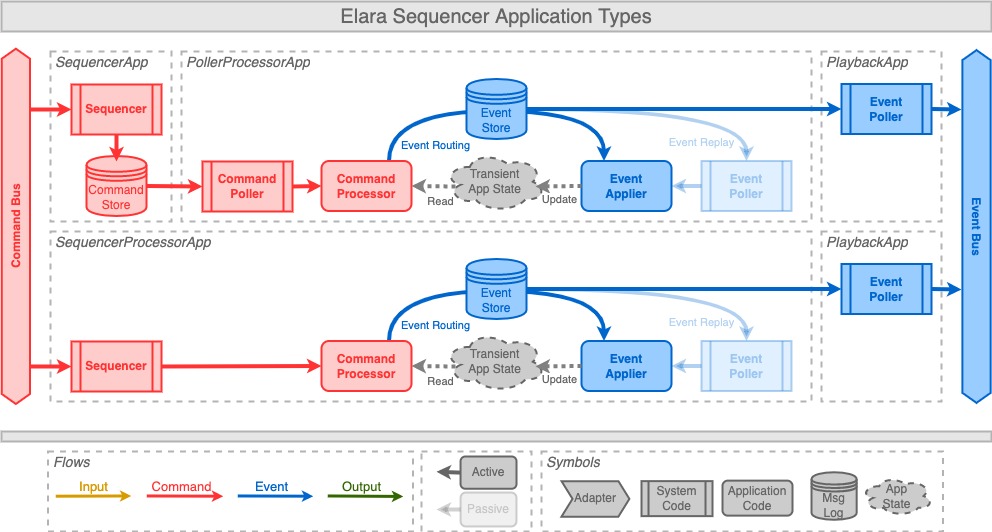 Elara Sequencer Application Types
SequencerApp
PollerProcessorApp
PlaybackApp
Command Bus
Sequencer
Command
Store
Command
Poller
Command
Processor
Event Routing
Event
Store
Transient
App State
Read
Update
Event
Applier
Event Replay
Event
Poller
Event
Poller
Event Bus
SequencerProcessorApp
PlaybackApp
Sequencer
Command
Processor
Event Routing
Event
Store
Transient
App State
Read
Update
Event
Applier
Event Replay
Event
Poller
Event
Poller
Flows
Input
Command
Event
Output
Active
Passive
Symbols
Adapter
System
Code
Application
Code
Msg
Log
App
State